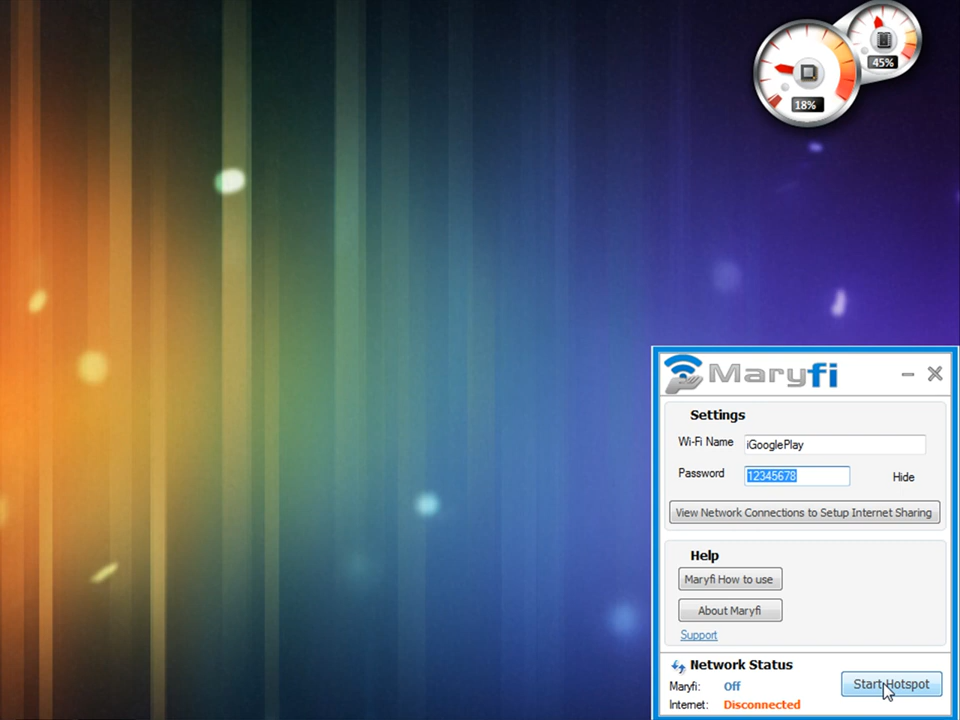 45%
18%
Maryfi
Settings
Wi-Fi Name iGooglePlay
Password 12345678 Hide
View Network Connections to Setup Internet Sharing
Help
Maryfi How to use
About Maryfi
Support
Network Status
Maryfi: Off
Start Hotspot
Internet: Disconnected